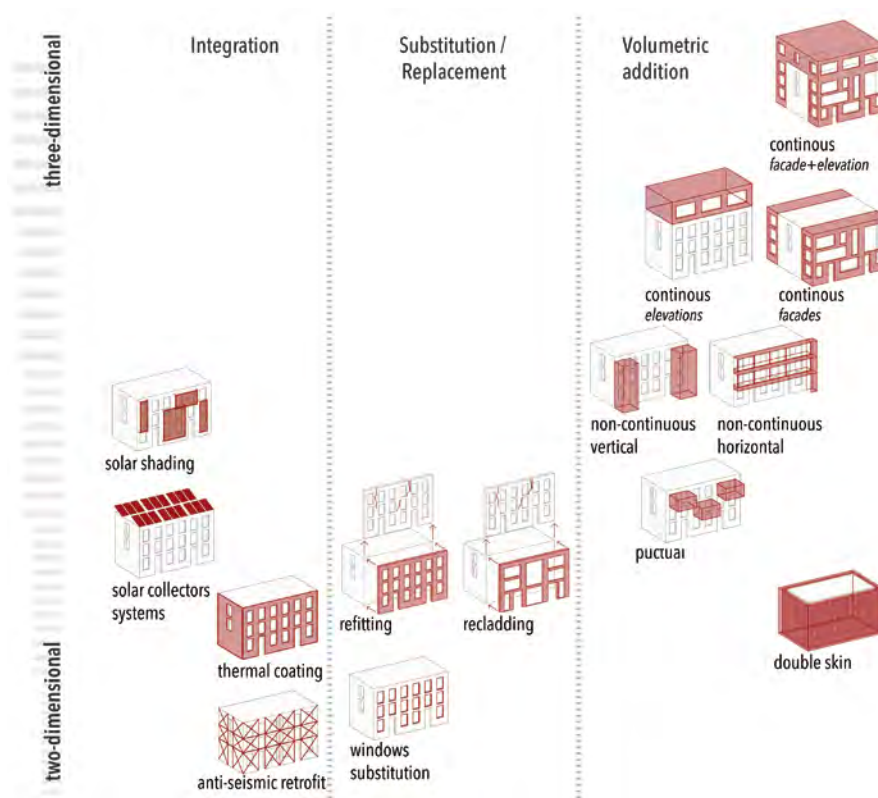 three-dimensional
two-dimensional
Integration
Substitution /
Replacement
Volumetric
addition
continous
facade+elevation
continous
elevations
continous
facades
non-continuous
vertical
non-continuous
horizontal
solar shading
puctual
solar collectors
systems
refitting
recladding
thermal coating
double skin
windows
substitution
anti-seismic retrofit